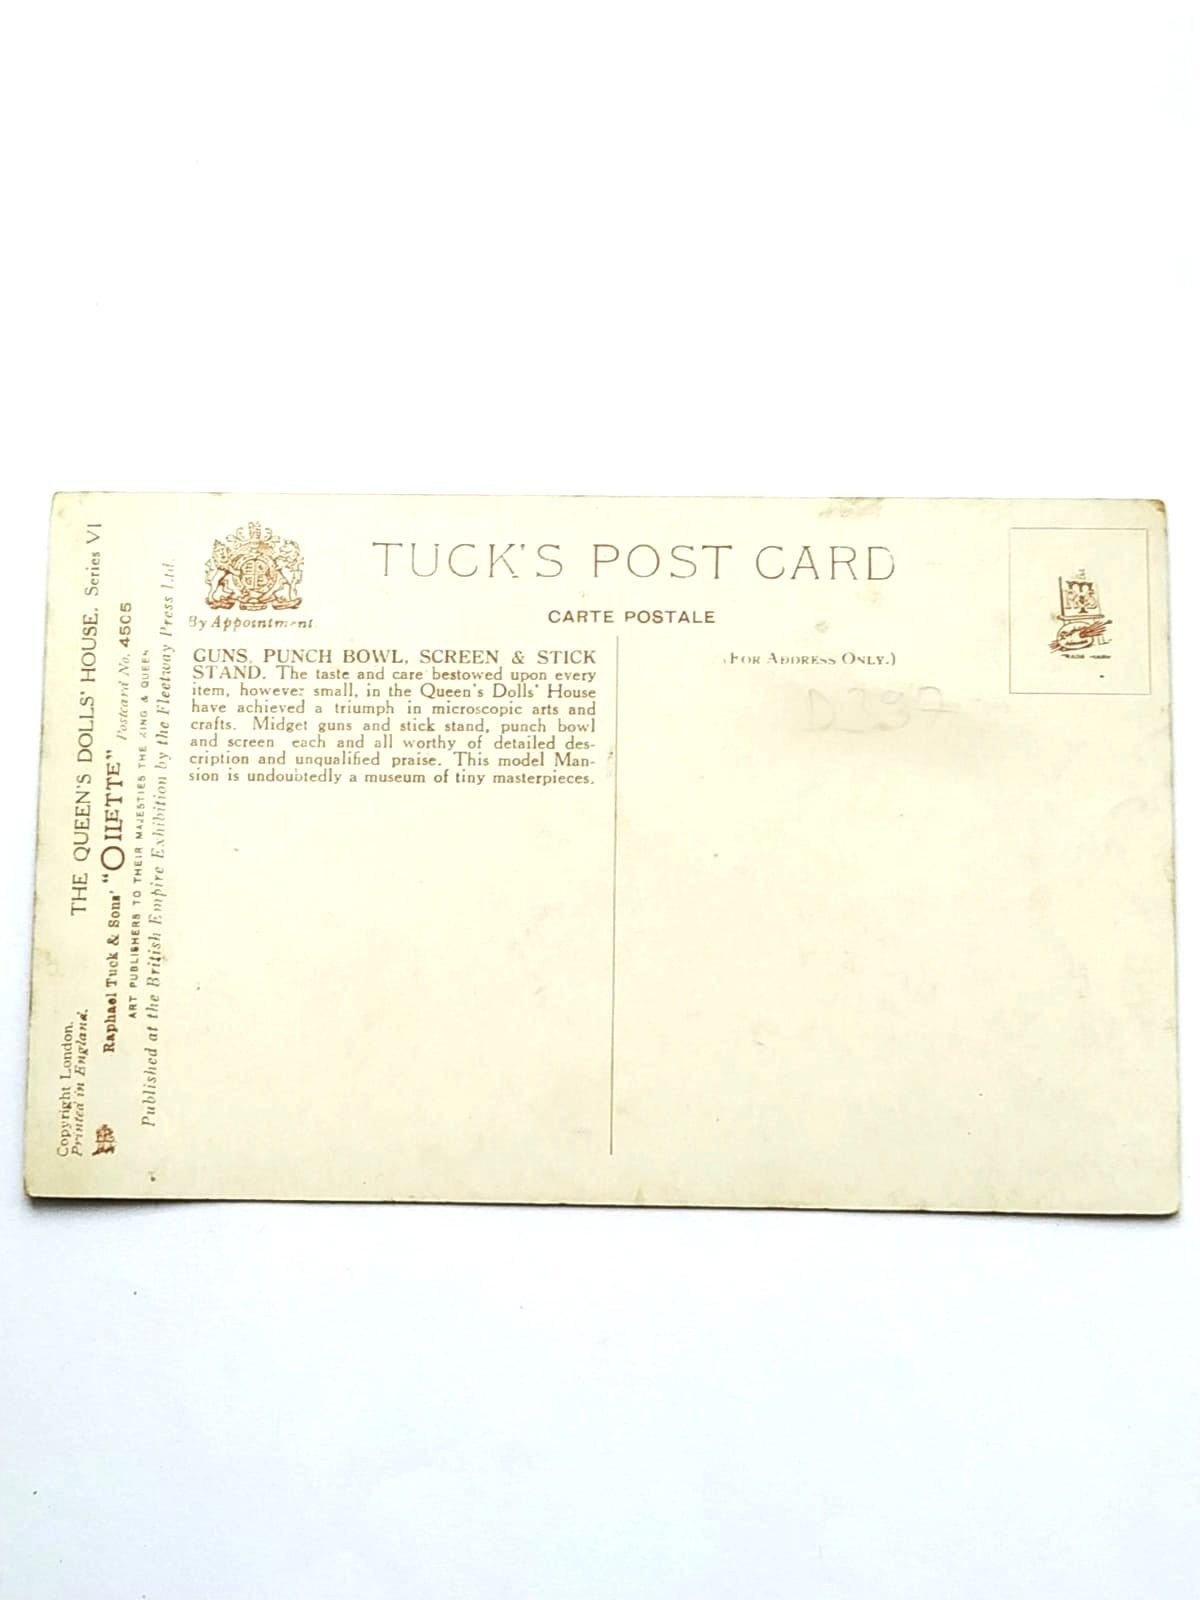 TUCK'S POST CARD
CARTE POSTALE
By Appointment
(FOR ADDRESS ONLY.)
GUNS, PUNCH BOWL, SCREEN & STICK
STAND. The taste and care bestowed upon every
item, however small, in the Queen's Dolls' House
have achieved a triumph in microscopic arts and
crafts. Midget guns and stick stand, punch bowl
and screen each and all worthy of detailed des-
cription and unqualified praise. This model Man-
sion is undoubtedly a museum of tiny masterpieces.
Copyright London.
Printed in England.
THE QUEEN'S DOLLS' HOUSE. Series VI
Raphael Tuck & Sons' "OILETTE" Postcard No. 4505
ART PUBLISHERS TO THEIR MAJESTIES THE KING & QUEEN
Published at the British Empire Exhibition by the Fleetway Press Ltd.